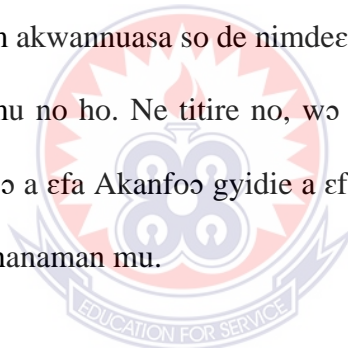 n akwannuasa so de nimdeɛ
nu no ho. Ne titire no, wɔ
ɔ a ɛfa Akanfoɔ gyidie a ɛf
nanaman mu.
EDUCATION FOR SERVICE